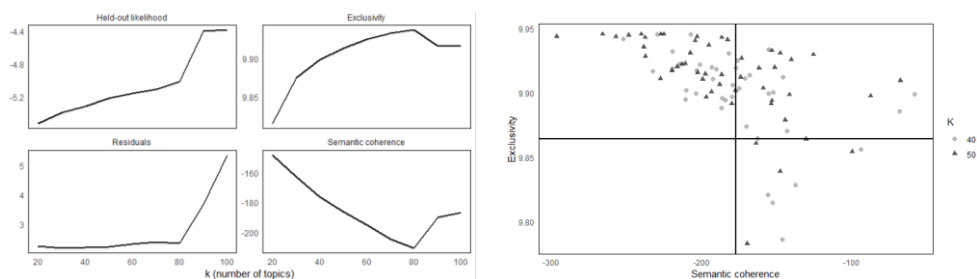 Held-out likelihood
Exclusivity
-4.4
-4.8
-5.2
9.90
9.85
Residuals
Semantic coherence
5
4
3
-160
-180
-200
20 40 60 80 100 20 40 60 80 100
k (number of topics)
9.95
9.90
9.85
9.80
Exclusivity
-300 -200 -100
Semantic coherence
K
40
50